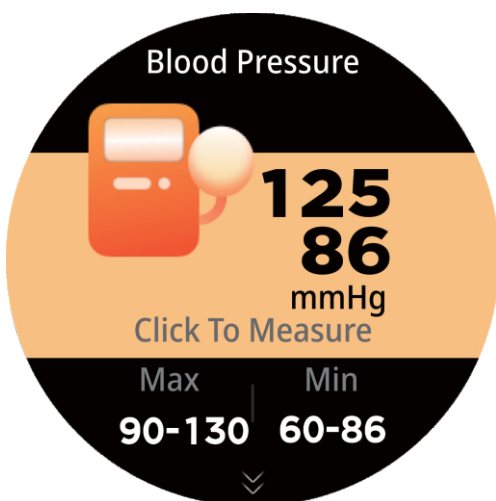 Blood Pressure
125
86
mmHg
Click To Measure
Max Min
90-130 60-86